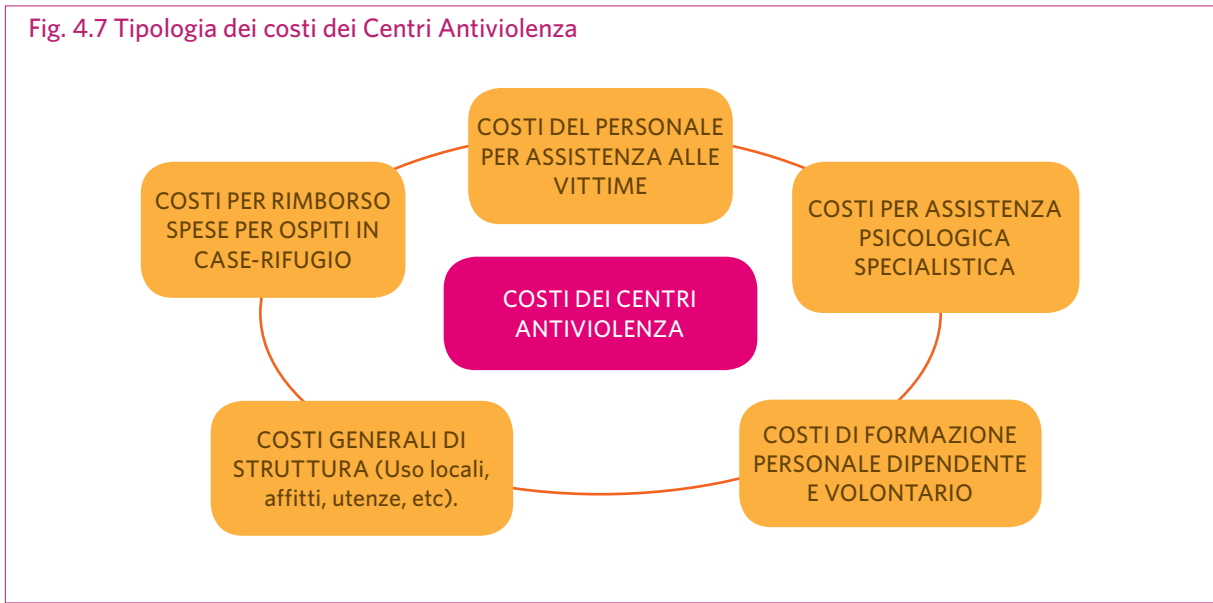 Fig. 4.7 Tipologia dei costi dei Centri Antiviolenza
COSTI DEL PERSONALE
PER ASSISTENZA ALLE
VITTIME
COSTI PER RIMBORSO
SPESE PER OSPITI IN
CASE-RIFUGIO
COSTI PER ASSISTENZA
PSICOLOGICA
SPECIALISTICA
COSTI DEI CENTRI
ANTIVIOLENZA
COSTI GENERALI DI
STRUTTURA (Uso locali,
affitti, utenze, etc).
COSTI DI FORMAZIONE
PERSONALE DIPENDENTE
E VOLONTARIO